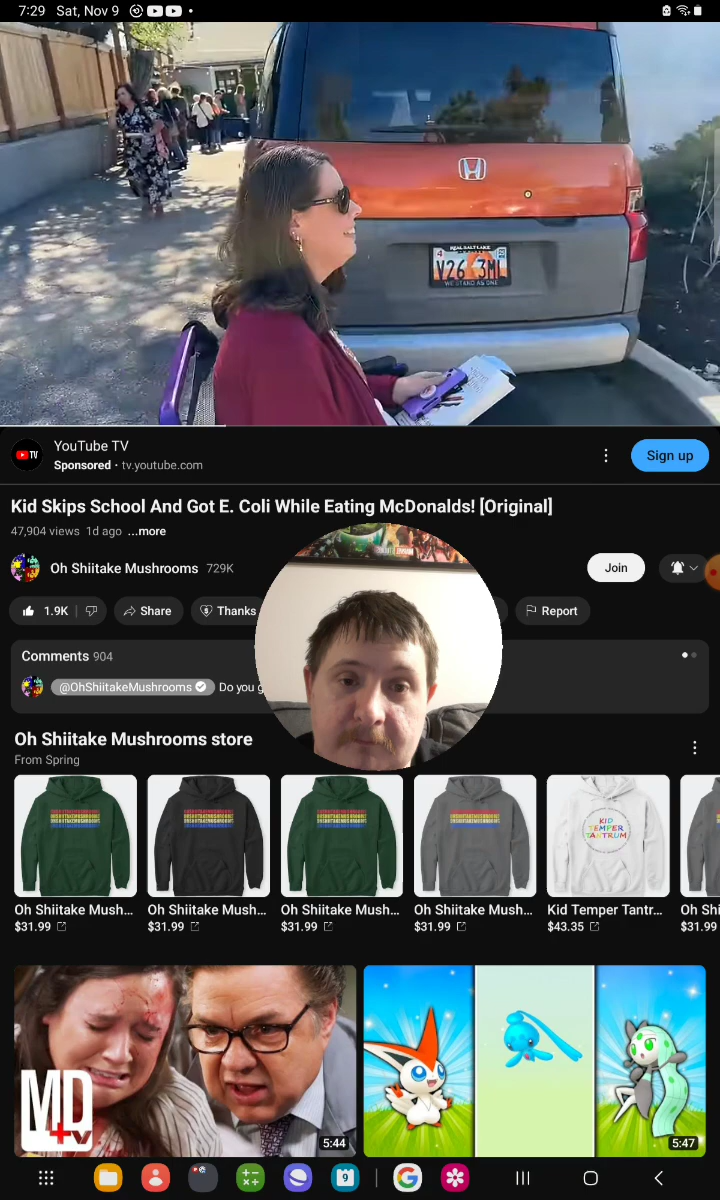 7:29 Sat, Nov 9
REAL SALT LAKE
4
V26 3ML
WE STAND AS ONE
TV
YouTube TV
Sponsored · tv.youtube.com
Sign up
Kid Skips School And Got E. Coli While Eating McDonalds! [Original]
47,904 views 1d ago ...more
Oh Shiitake Mushrooms 729K
Join
1.9K
Share
Thanks
Report
Comments 904
@OhShiitakeMushrooms Do you g
Oh Shiitake Mushrooms store
From Spring
KID
TEMPER
TANTRUM
Oh Shiitake Mush...
Oh Shiitake Mush...
Oh Shiitake Mush...
Oh Shiitake Mush...
Kid Temper Tantr...
Oh Shi
$31.99
$31.99
$31.99
$31.99
$43.35
$31.99
MD
TV
5:44
5:47
9
G